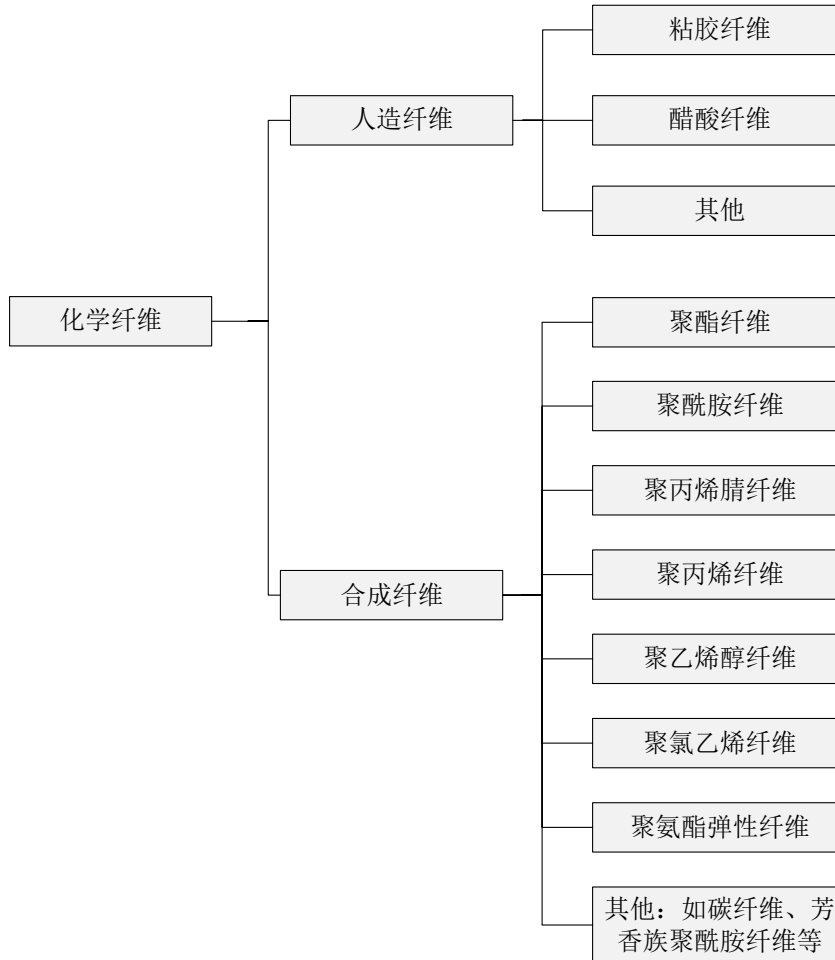 粘胶纤维
人造纤维
醋酸纤维
其他
化学纤维
聚酯纤维
聚酰胺纤维
聚丙烯腈纤维
聚丙烯纤维
合成纤维
聚乙烯醇纤维
聚氯乙烯纤维
聚氨酯弹性纤维
其他：如碳纤维、芳
香族聚酰胺纤维等